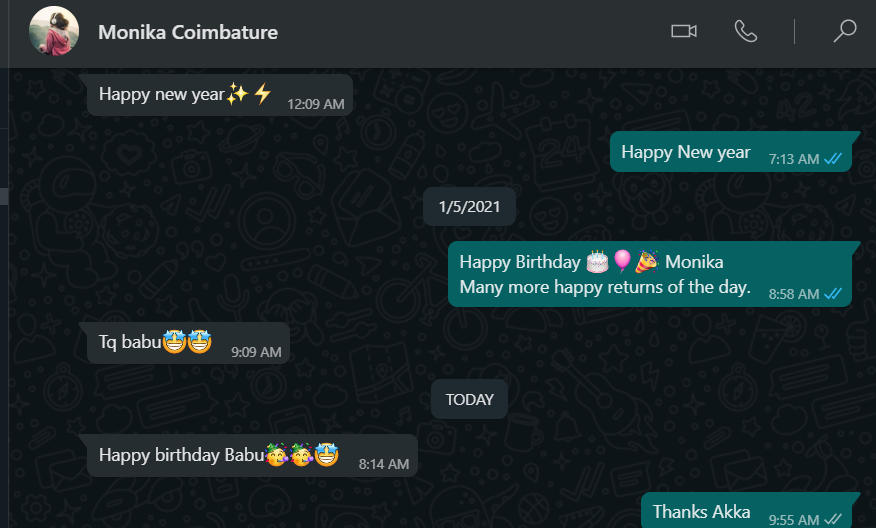 Monika Coimbature
Happy new year✨⚡
12:09 AM
Happy New year
7:13 AM
1/5/2021
Happy Birthday 🎂🎈🎉 Monika
Many more happy returns of the day.
8:58 AM
Tq babu🤩🤩
9:09 AM
TODAY
Happy birthday Babu🥳🥳🤩
8:14 AM
Thanks Akka
9:55 AM